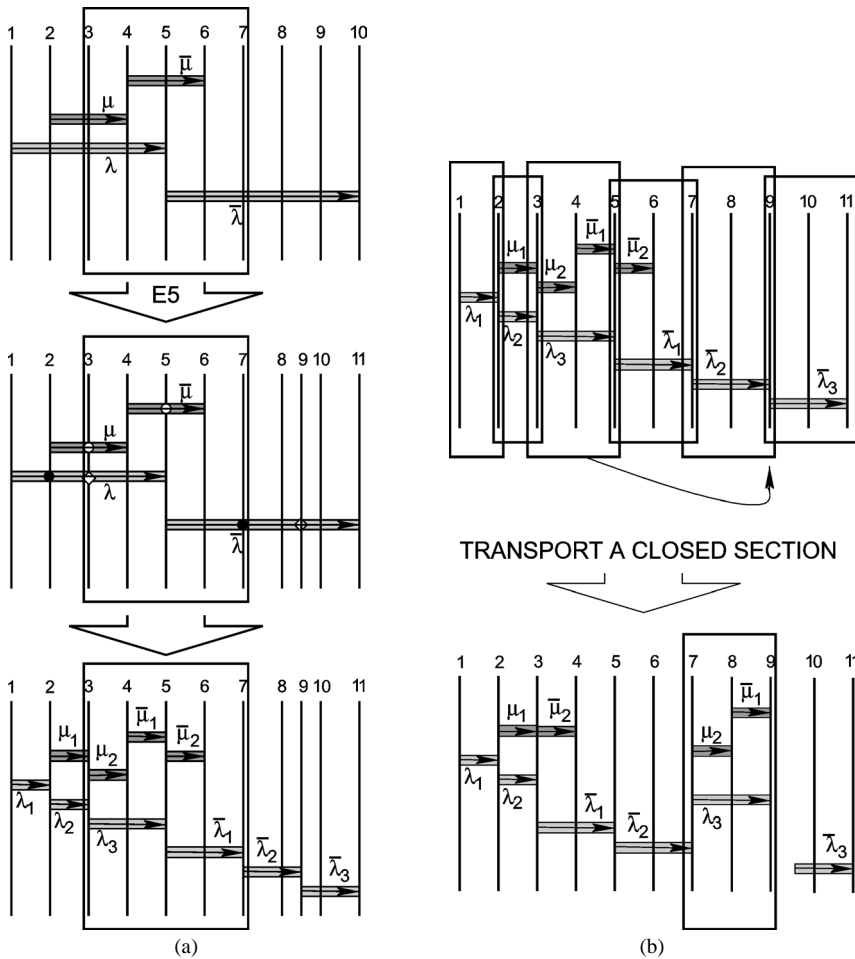 1 2 3 4 5 6 7 8 9 10
μ̄
μ
λ
λ̄
E5
1 2 3 4 5 6 7 8 9 10 11
μ̄
μ
λ
λ̄
1 2 3 4 5 6 7 8 9 10 11
μ1 μ2 μ̄1 μ̄2
λ1 λ2 λ3 λ̄1 λ̄2 λ̄3
(a)
1 2 3 4 5 6 7 8 9 10 11
μ1 μ2 μ̄1 μ̄2
λ1 λ2 λ3 λ̄1 λ̄2 λ̄3
TRANSPORT A CLOSED SECTION
1 2 3 4 5 6 7 8 9 10 11
μ1 μ̄2 μ2 μ̄1
λ1 λ2 λ̄1 λ̄2 λ3 λ̄3
(b)